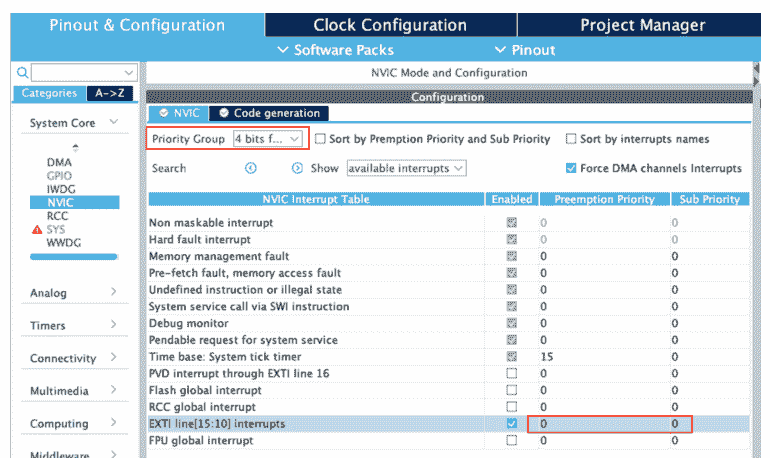 Pinout & Configuration Clock Configuration Project Manager
Software Packs Pinout
NVIC Mode and Configuration
Configuration
Categories A->Z
NVIC Code generation
System Core
Priority Group 4 bits f... Sort by Premption Priority and Sub Priority Sort by interrupts names
Search Show available interrupts Force DMA channels Interrupts
DMA
GPIO
IWDG
NVIC
RCC
SYS
WWDG
Analog
Timers
Connectivity
Multimedia
Computing
Middleware
NVIC Interrupt Table Enabled Preemption Priority Sub Priority
Non maskable interrupt 0 0
Hard fault interrupt 0 0
Memory management fault 0 0
Pre-fetch fault, memory access fault 0 0
Undefined instruction or illegal state 0 0
System service call via SWI instruction 0 0
Debug monitor 0 0
Pendable request for system service 0 0
Time base: System tick timer 15 0
PVD interrupt through EXTI line 16 0 0
Flash global interrupt 0 0
RCC global interrupt 0 0
EXTI line[15:10] interrupts 0 0
FPU global interrupt 0 0